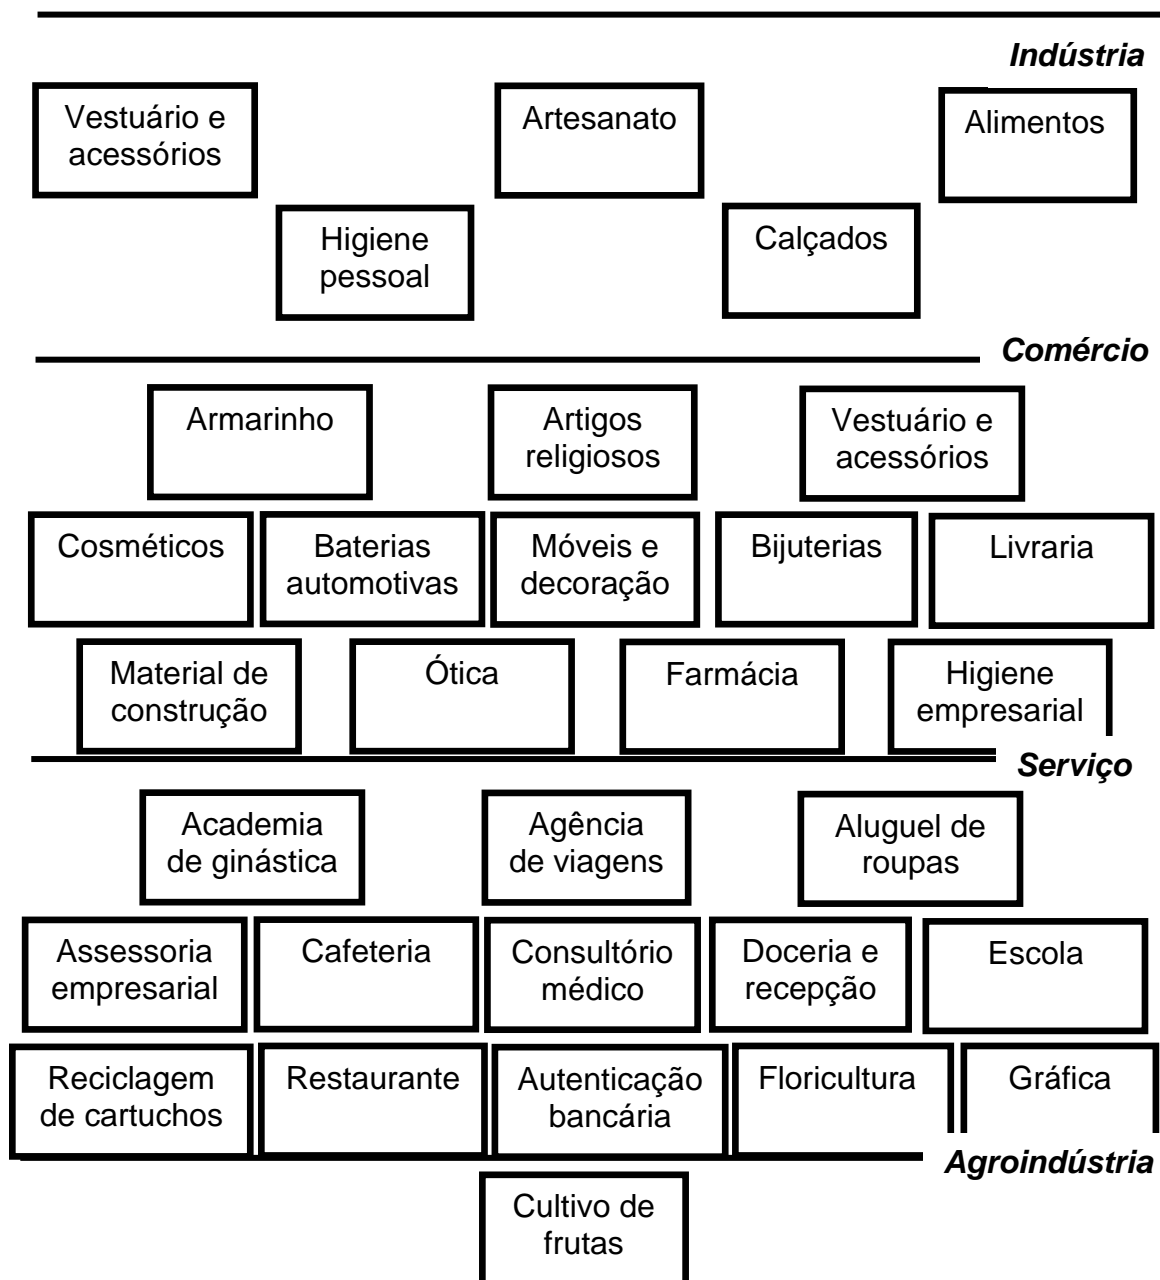 Indústria
Vestuário e
acessórios
Artesanato
Alimentos
Higiene
pessoal
Calçados
Comércio
Armarinho
Artigos
religiosos
Vestuário e
acessórios
Cosméticos
Baterias
automotivas
Móveis e
decoração
Bijuterias
Livraria
Material de
construção
Ótica
Farmácia
Higiene
empresarial
Serviço
Academia
de ginástica
Agência
de viagens
Aluguel de
roupas
Assessoria
empresarial
Cafeteria
Consultório
médico
Doceria e
recepção
Escola
Reciclagem
de cartuchos
Restaurante
Autenticação
bancária
Floricultura
Gráfica
Agroindústria
Cultivo de
frutas